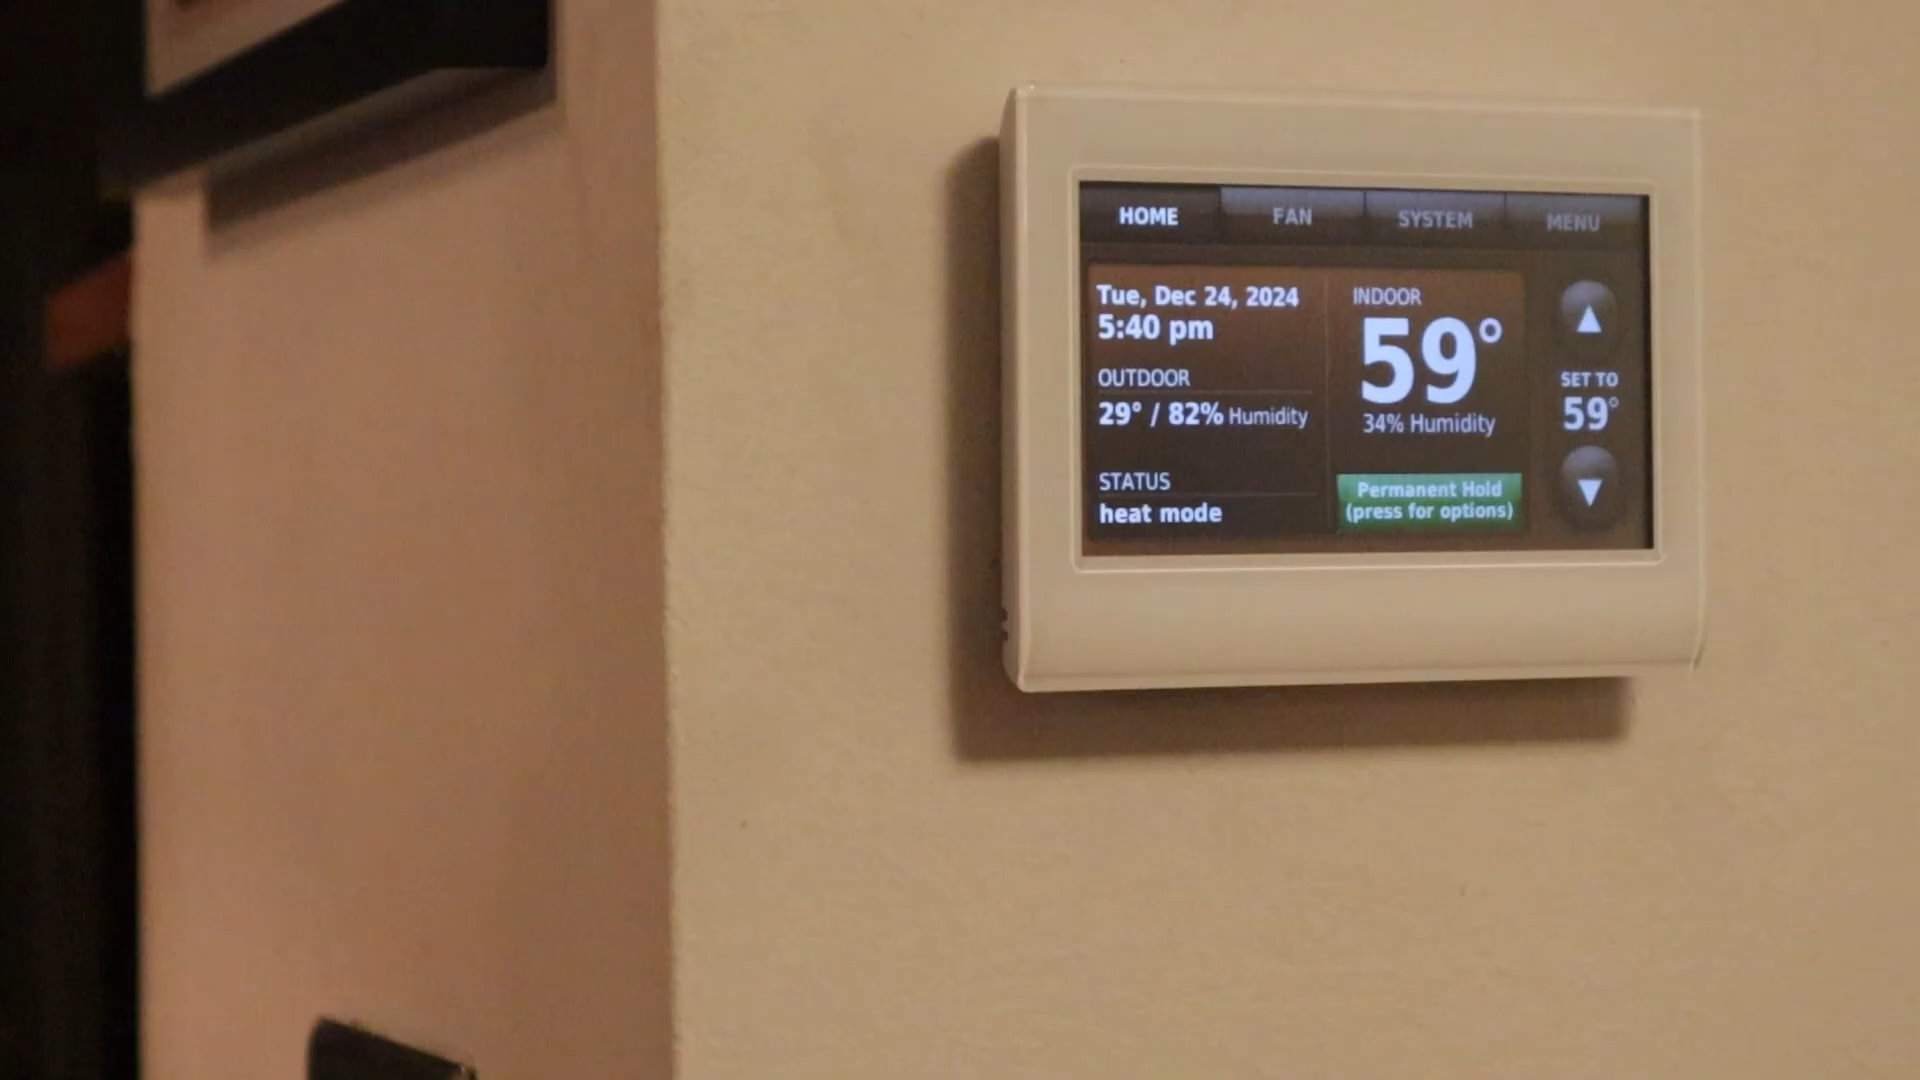 HOME FAN SYSTEM MENU
Tue, Dec 24, 2024
5:40 pm
OUTDOOR
29° / 82% Humidity
STATUS
heat mode
INDOOR
59°
34% Humidity
Permanent Hold
(press for options)
SET TO
59°